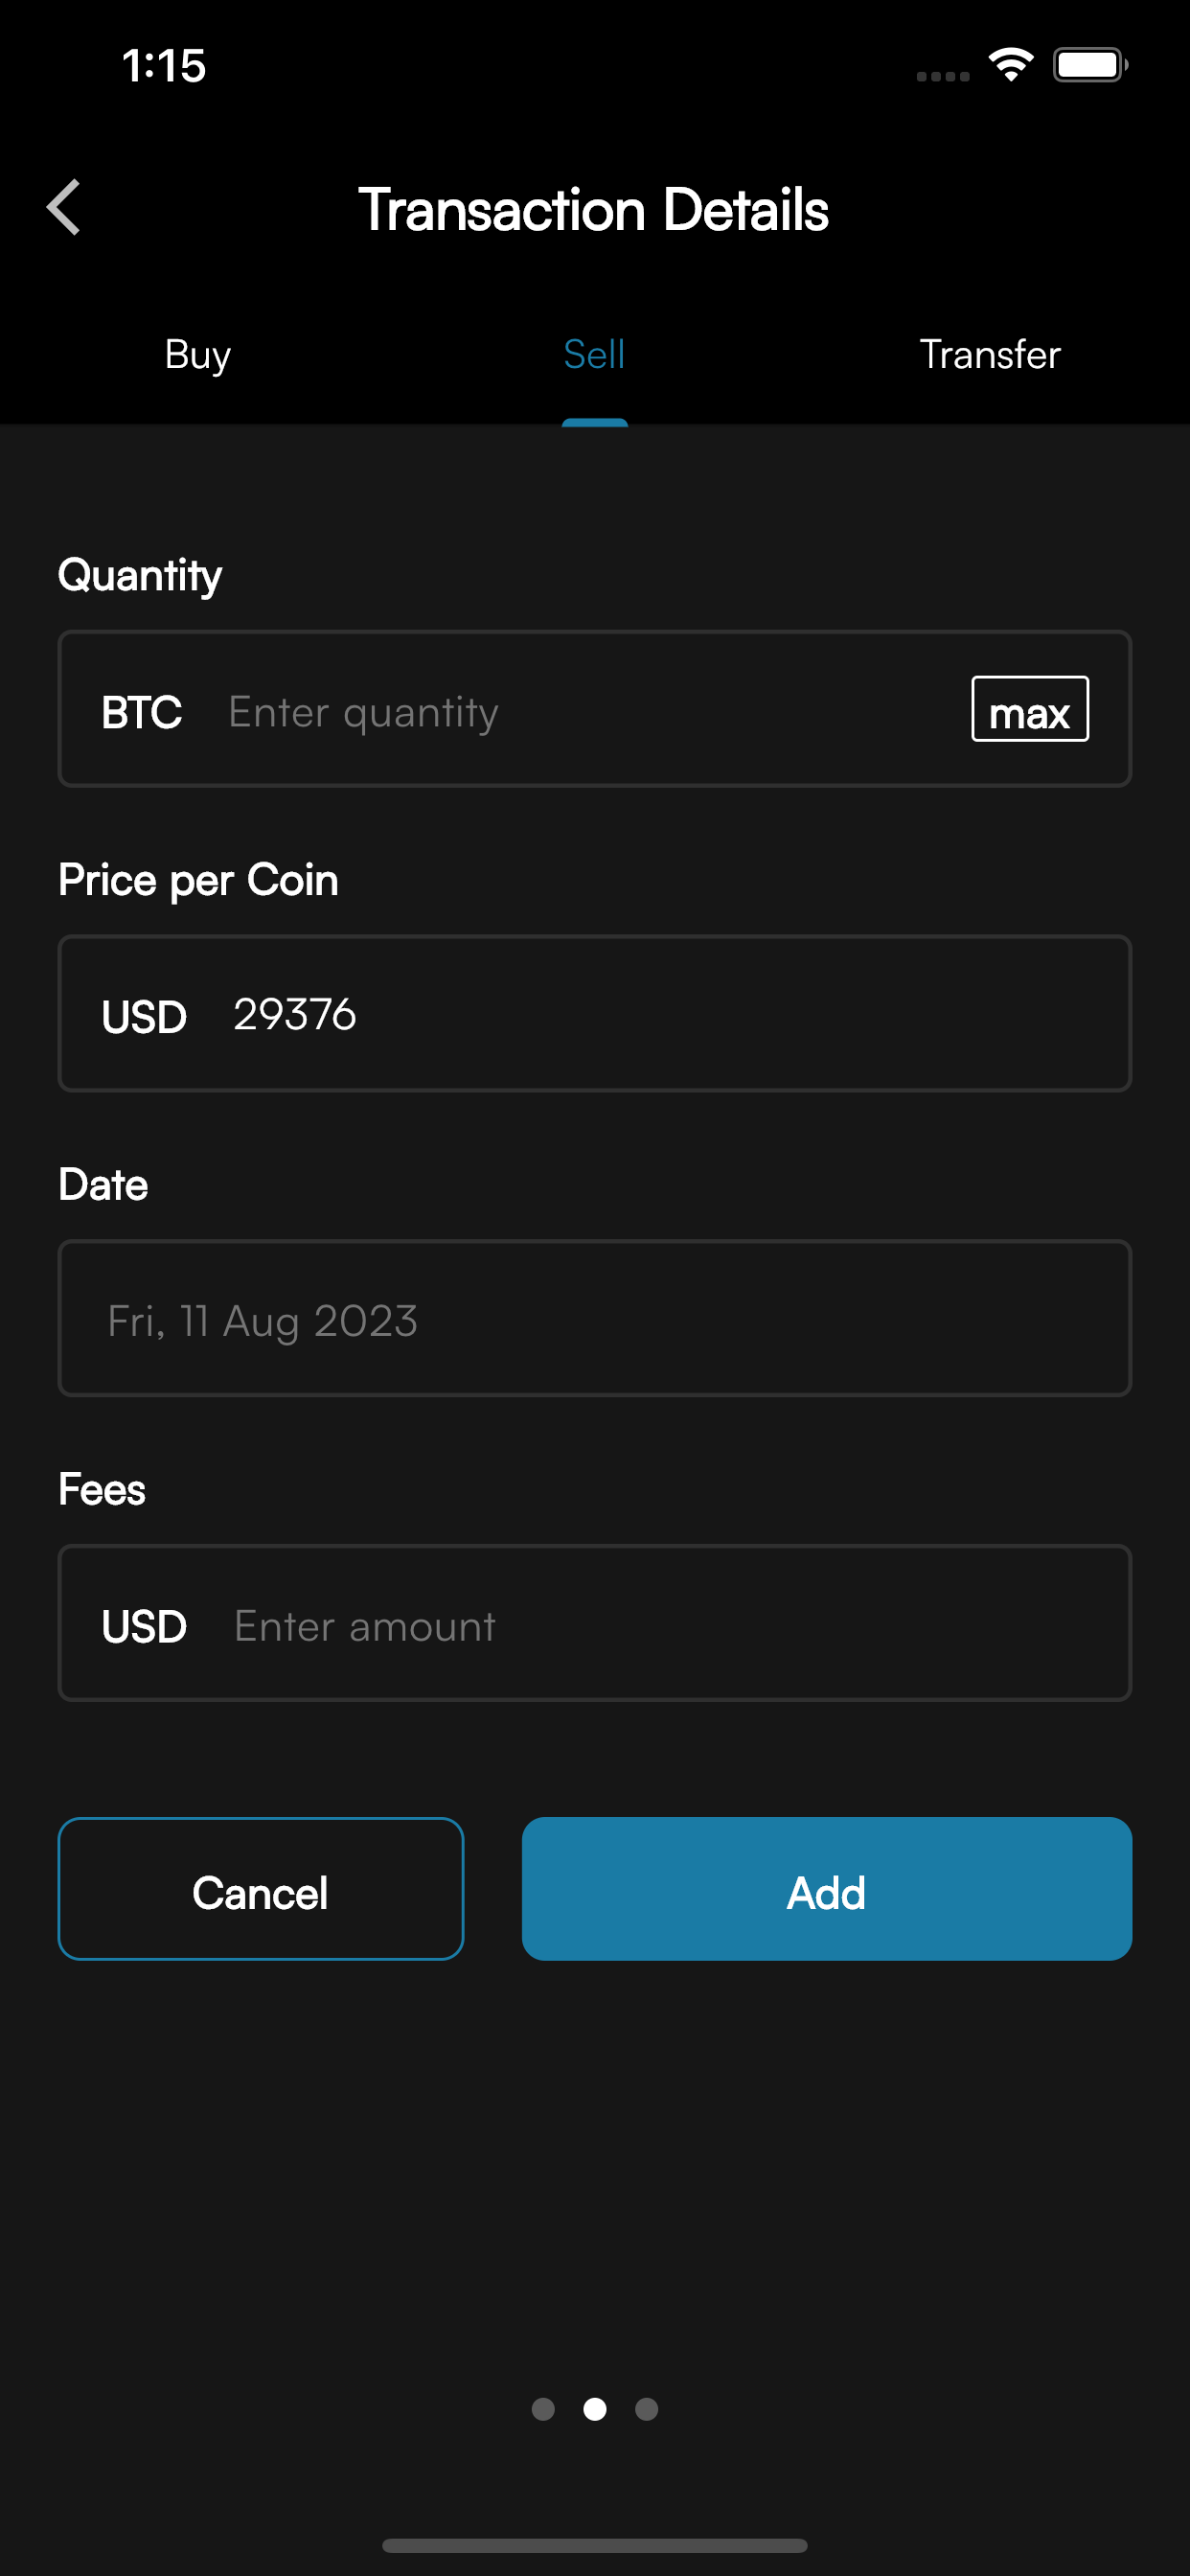 1:15
Transaction Details
Buy Sell Transfer
Quantity
BTC Enter quantity max
Price per Coin
USD 29376
Date
Fri, 11 Aug 2023
Fees
USD Enter amount
Cancel Add